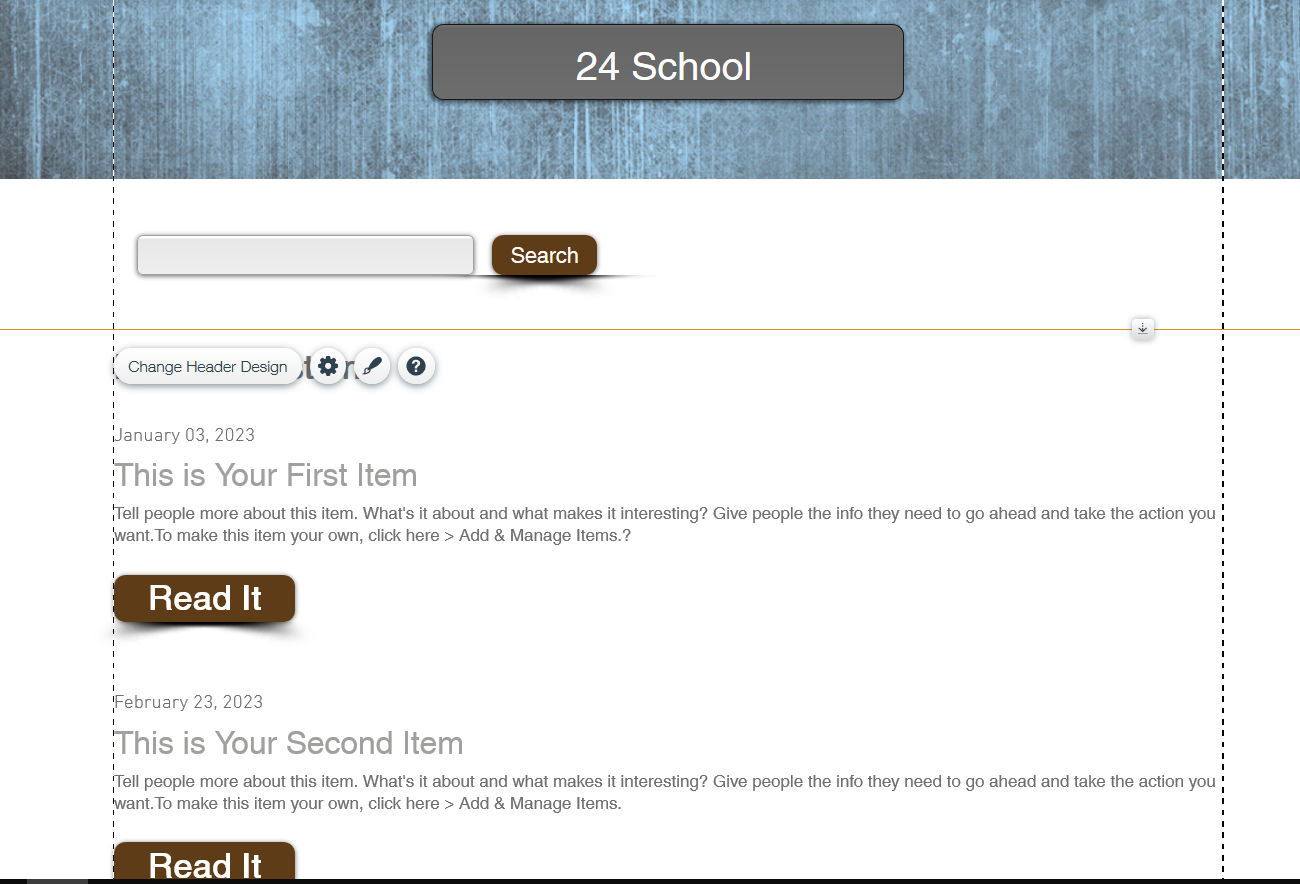 24 School
Search
Change Header Design
January 03, 2023
This is Your First Item
Tell people more about this item. What's it about and what makes it interesting? Give people the info they need to go ahead and take the action you
want.To make this item your own, click here > Add & Manage Items.?
Read It
February 23, 2023
This is Your Second Item
Tell people more about this item. What's it about and what makes it interesting? Give people the info they need to go ahead and take the action you
want.To make this item your own, click here > Add & Manage Items.
Read It